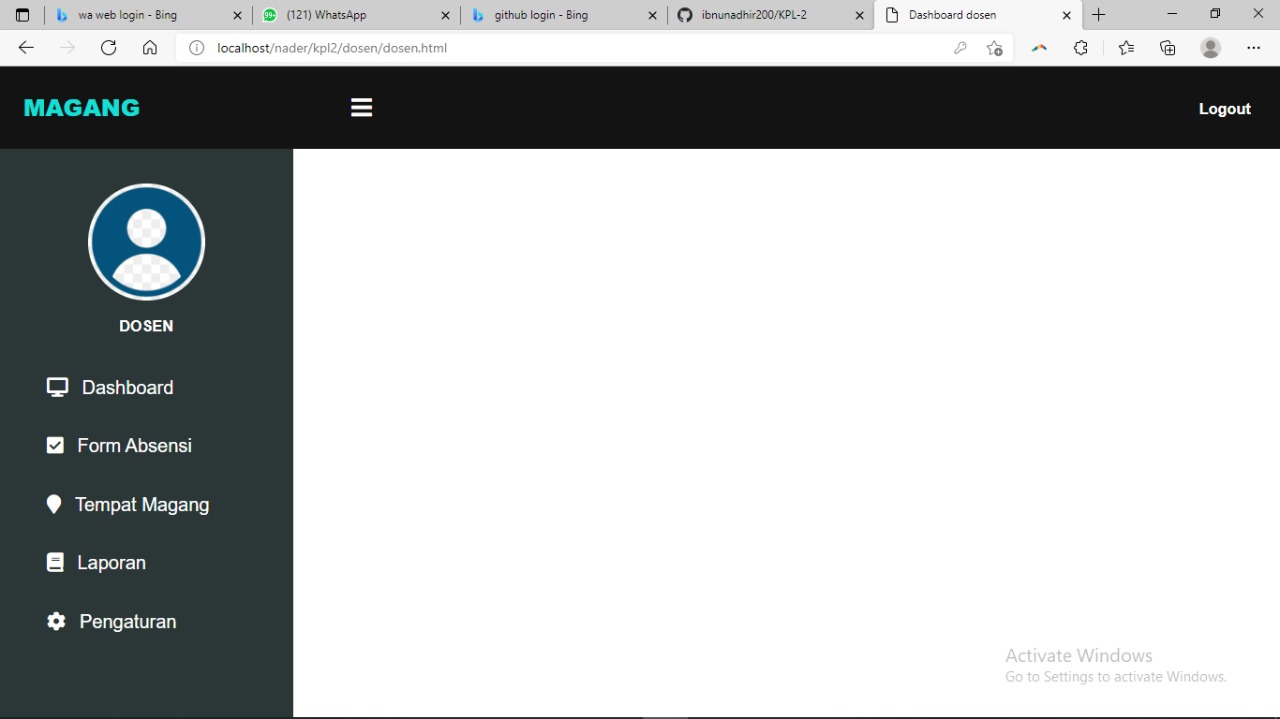 wa web login - Bing
(121) WhatsApp
github login - Bing
ibnunadhir200/KPL-2
Dashboard dosen
localhost/nader/kpl2/dosen/dosen.html
MAGANG
Logout
DOSEN
Dashboard
Form Absensi
Tempat Magang
Laporan
Pengaturan
Activate Windows
Go to Settings to activate Windows.